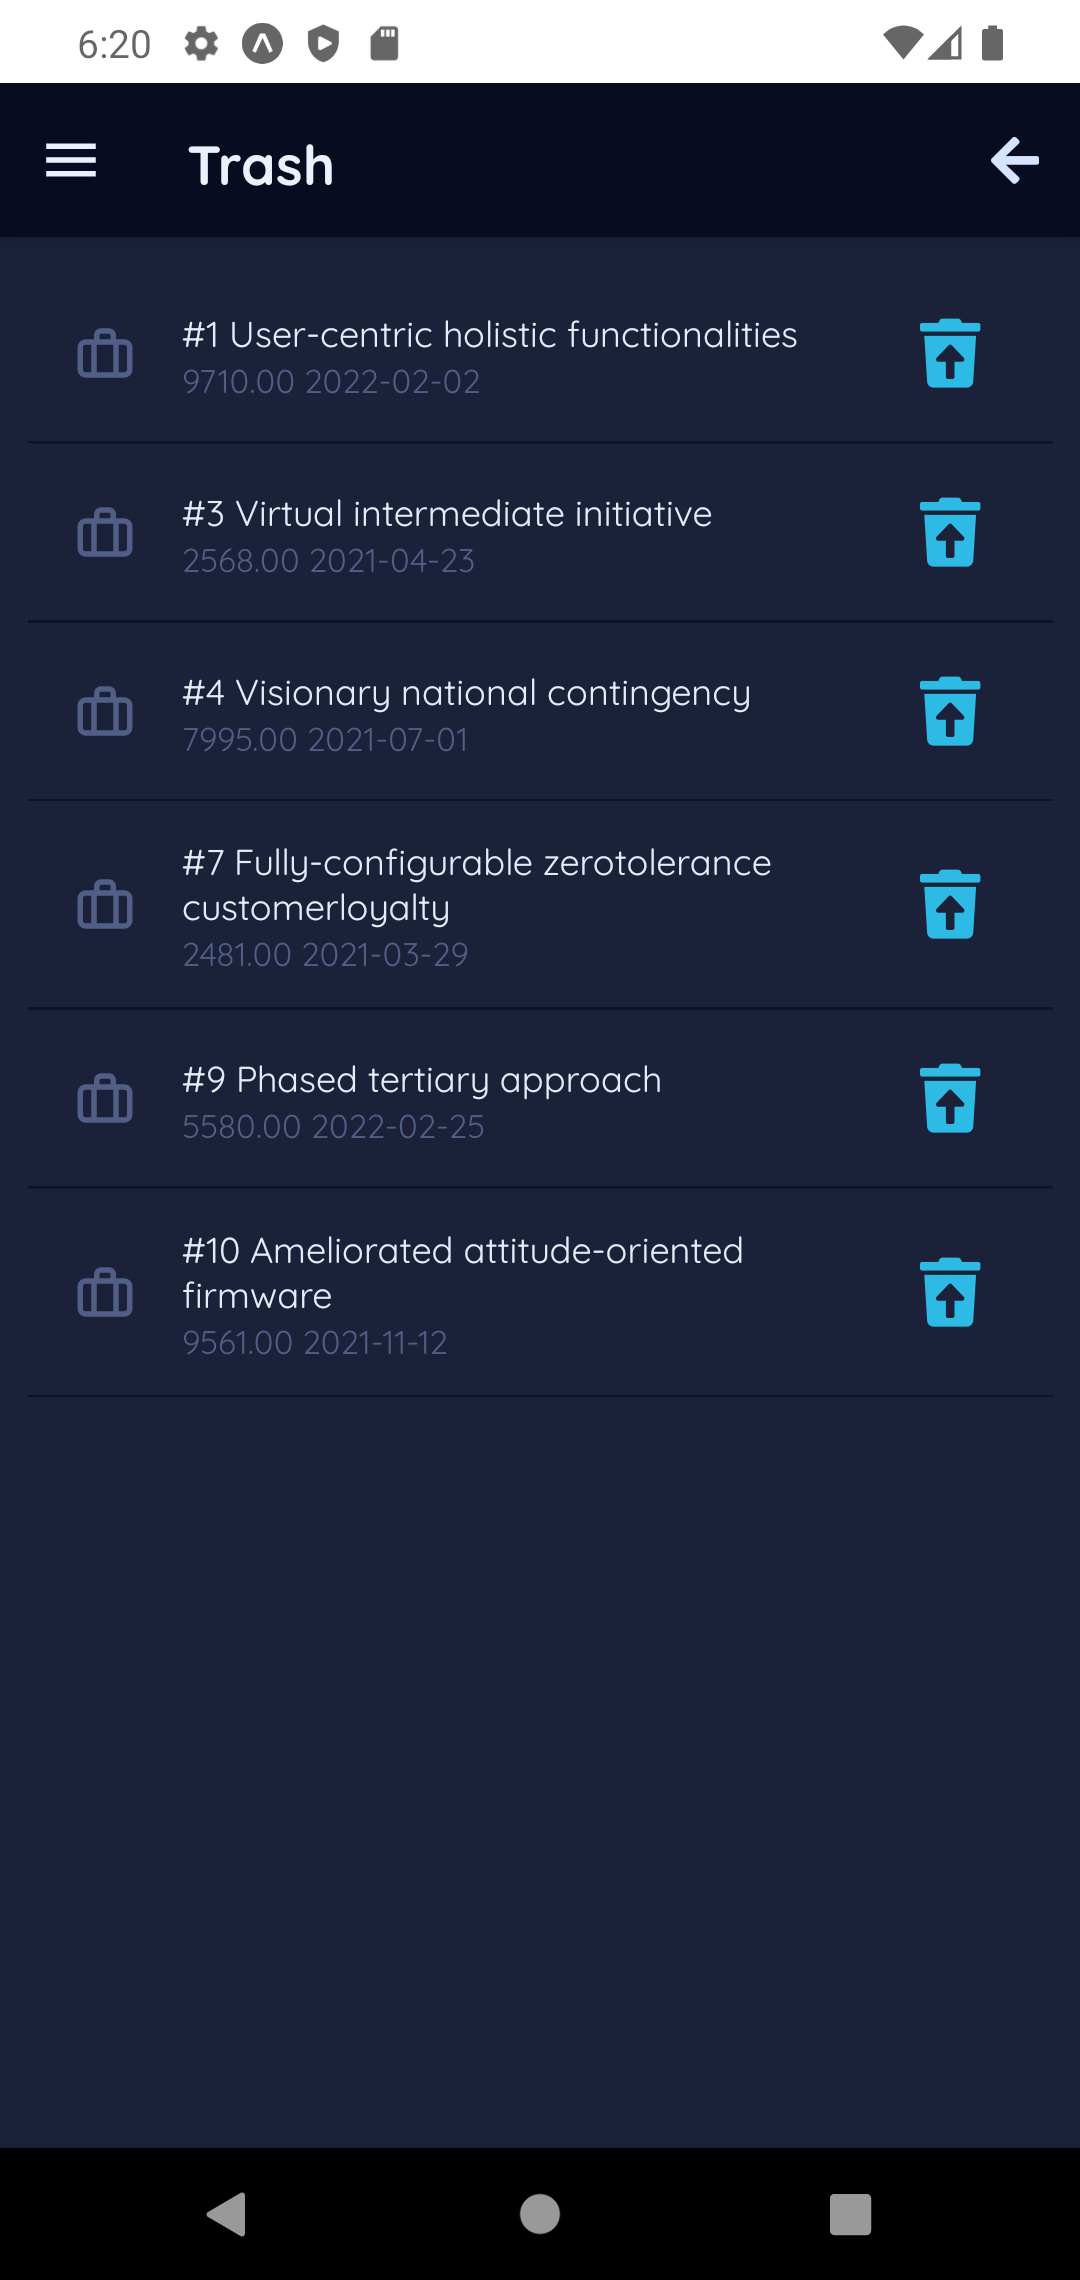 6:20
Trash
#1 User-centric holistic functionalities
9710.00 2022-02-02
#3 Virtual intermediate initiative
2568.00 2021-04-23
#4 Visionary national contingency
7995.00 2021-07-01
#7 Fully-configurable zerotolerance
customerloyalty
2481.00 2021-03-29
#9 Phased tertiary approach
5580.00 2022-02-25
#10 Ameliorated attitude-oriented
firmware
9561.00 2021-11-12